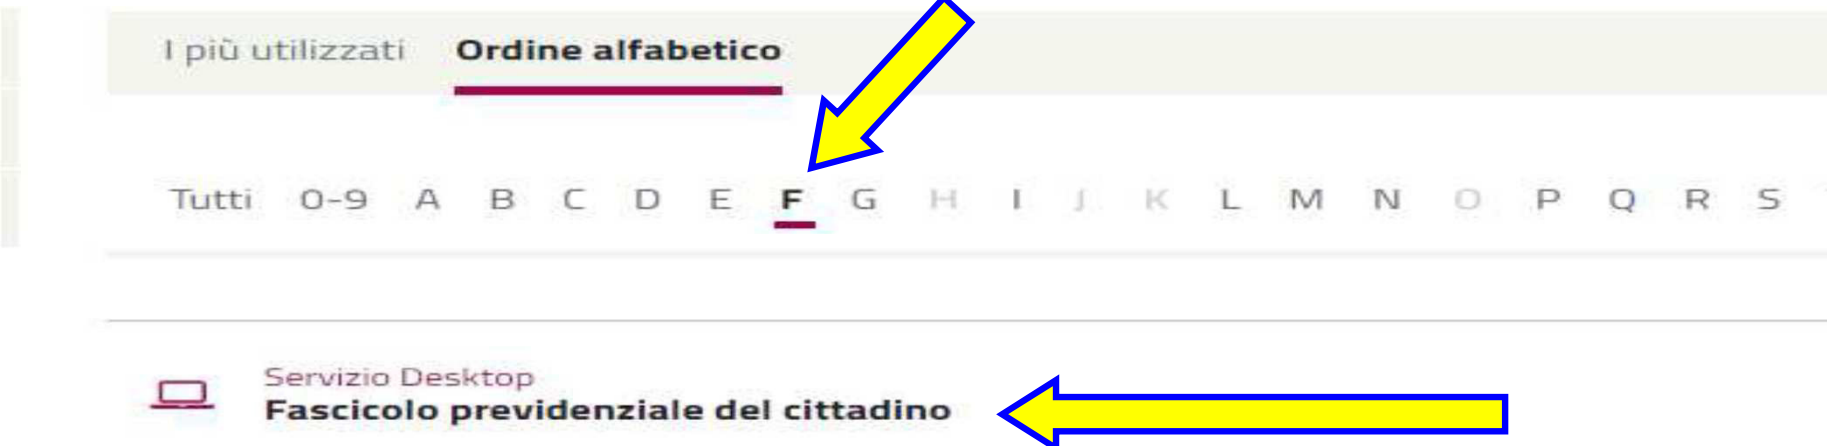 I più utilizzati Ordine alfabetico
Tutti 0-9 A B C D E F G H I J K L M N O P Q R S
Servizio Desktop
Fascicolo previdenziale del cittadino